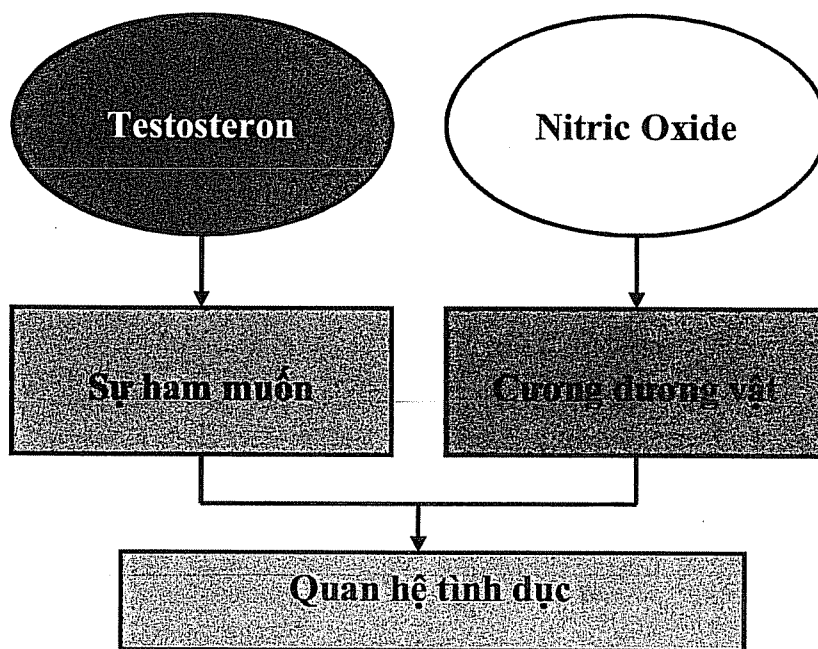 Testosteron
Nitric Oxide
Sự ham muốn
Cương dương vật
Quan hệ tình dục